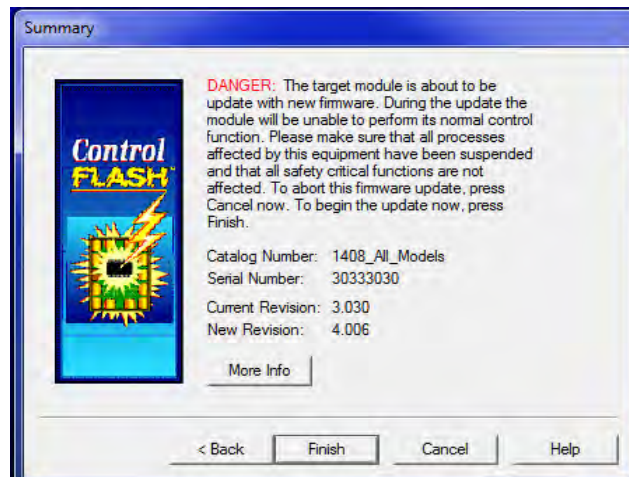 Summary
Control
FLASH™
DANGER: The target module is about to be
update with new firmware. During the update the
module will be unable to perform its normal control
function. Please make sure that all processes
affected by this equipment have been suspended
and that all safety critical functions are not
affected. To abort this firmware update, press
Cancel now. To begin the update now, press
Finish.
Catalog Number: 1408_All_Models
Serial Number: 30333030
Current Revision: 3.030
New Revision: 4.006
More Info
< Back Finish Cancel Help